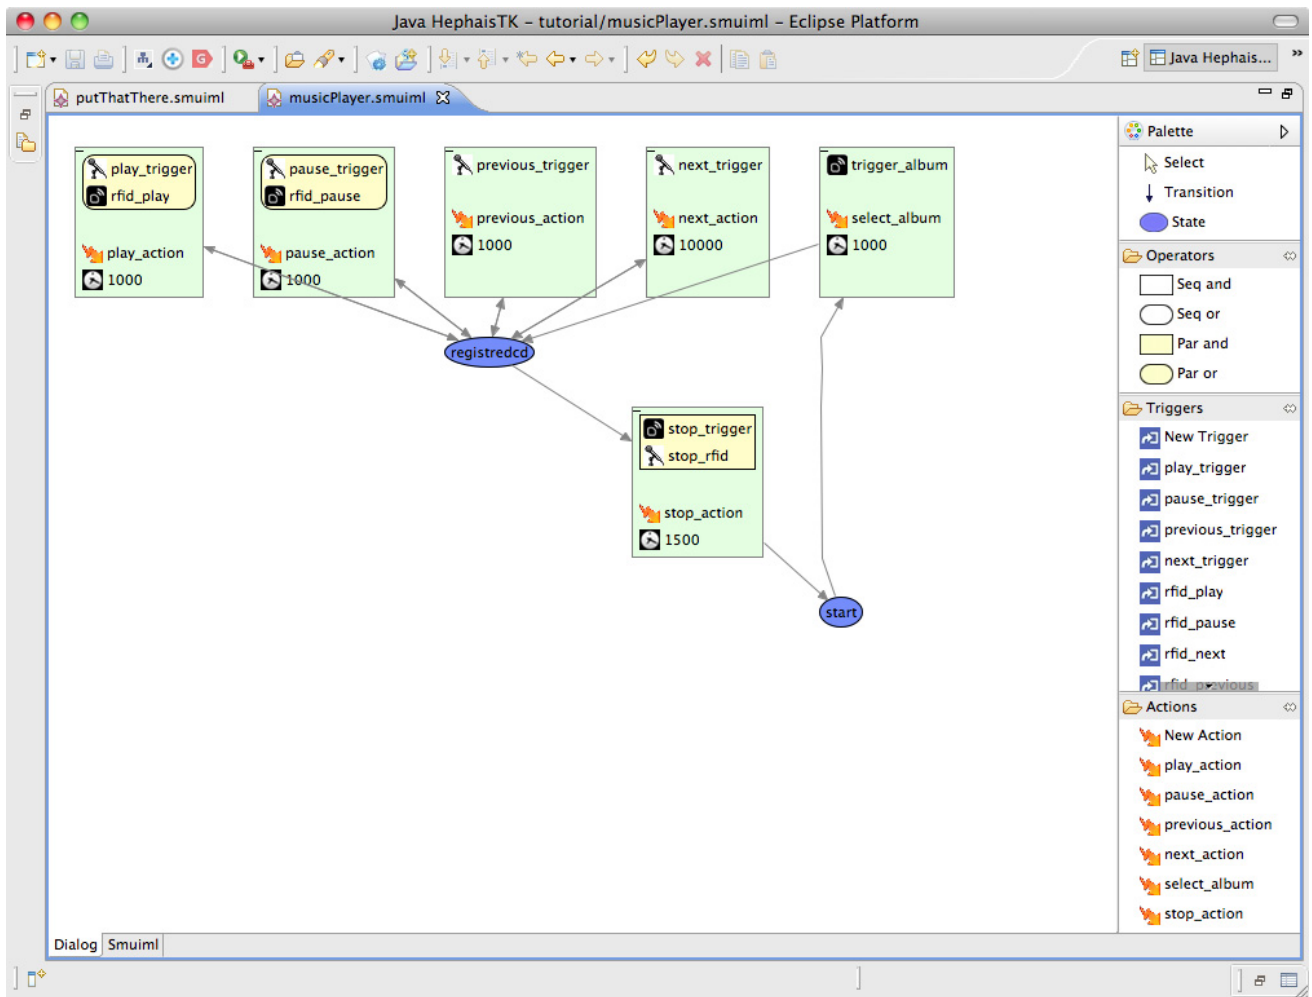 Java HephaisTK – tutorial/musicPlayer.smuiml – Eclipse Platform
Java Hephais...
putThatThere.smuiml
musicPlayer.smuiml
play_trigger
rfid_play
play_action
1000
pause_trigger
rfid_pause
pause_action
1000
previous_trigger
previous_action
1000
next_trigger
next_action
10000
trigger_album
select_album
1000
registredcd
stop_trigger
stop_rfid
stop_action
1500
start
Palette
Select
Transition
State
Operators
Seq and
Seq or
Par and
Par or
Triggers
New Trigger
play_trigger
pause_trigger
previous_trigger
next_trigger
rfid_play
rfid_pause
rfid_next
rfid_previous
Actions
New Action
play_action
pause_action
previous_action
next_action
select_album
stop_action
Dialog
Smuiml